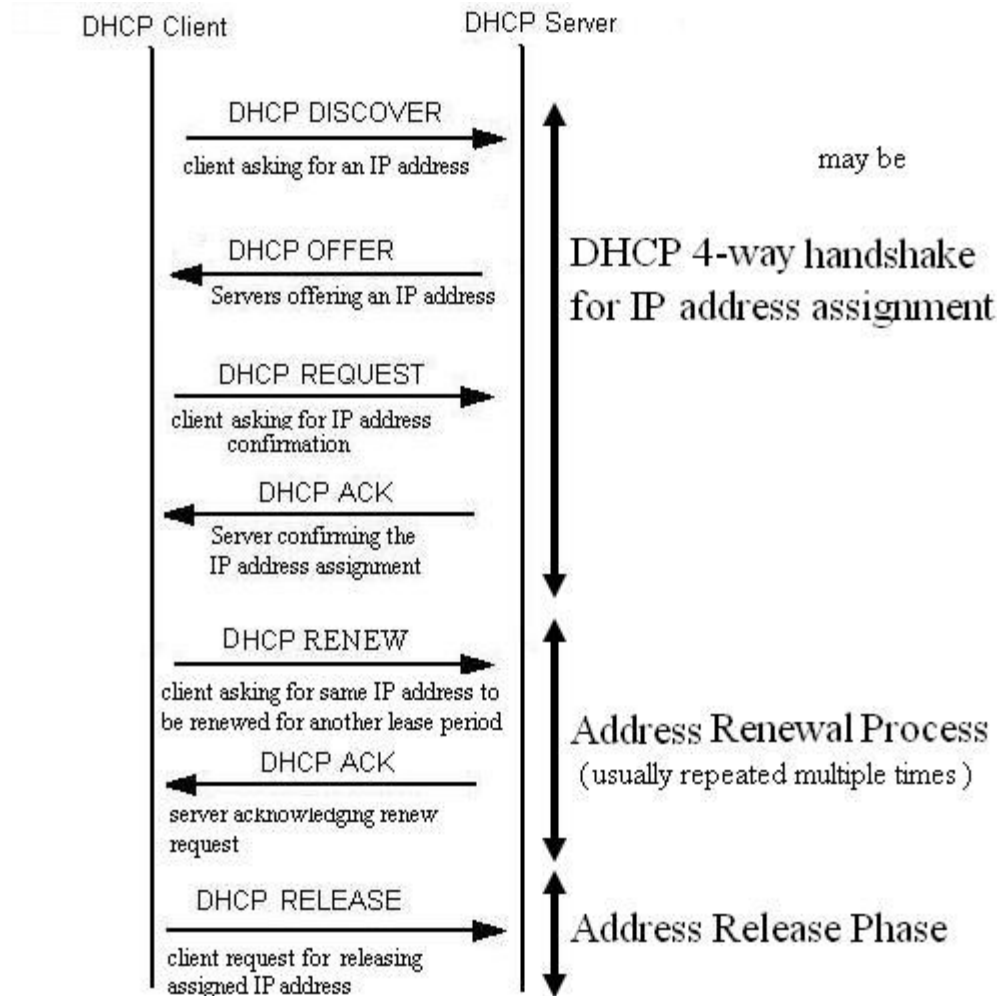 DHCP Client
DHCP Server
DHCP DISCOVER
client asking for an IP address
may be
DHCP OFFER
Servers offering an IP address
DHCP 4-way handshake
for IP address assignment
DHCP REQUEST
client asking for IP address
confirmation
DHCP ACK
Server confirming the
IP address assignment
DHCP RENEW
client asking for same IP address to
be renewed for another lease period
Address Renewal Process
(usually repeated multiple times)
DHCP ACK
server acknowledging renew
request
DHCP RELEASE
client request for releasing
assigned IP address
Address Release Phase